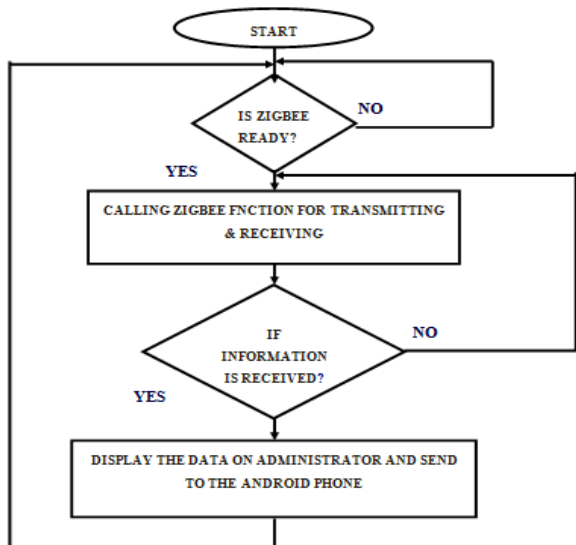 START
NO
IS ZIGBEE
READY?
YES
CALLING ZIGBEE FNCTION FOR TRANSMITTING
& RECEIVING
IF
INFORMATION
IS RECEIVED?
NO
YES
DISPLAY THE DATA ON ADMINISTRATOR AND SEND
TO THE ANDROID PHONE